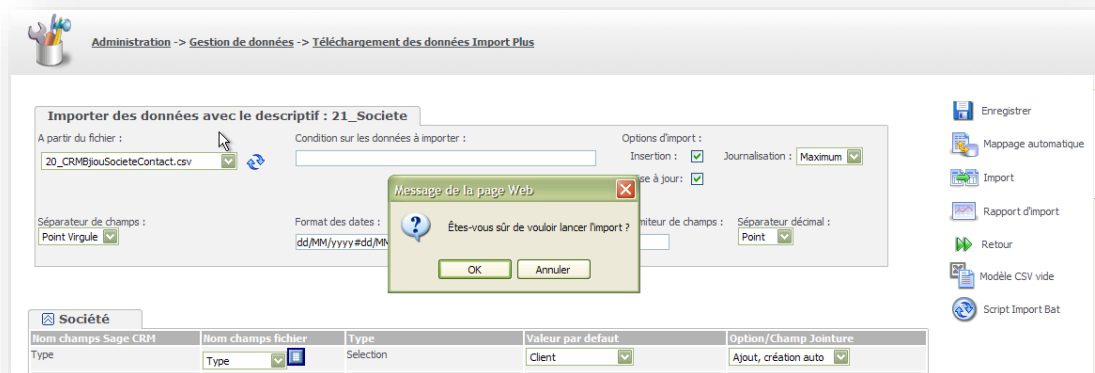 Administration -> Gestion de données -> Téléchargement des données Import Plus
Importer des données avec le descriptif : 21_Societe
A partir du fichier :
Condition sur les données à importer :
Options d'import :
20_CRMBjiouSocieteContact.csv
Insertion :
Journalisation : Maximum
se à jour:
Message de la page Web
Êtes-vous sûr de vouloir lancer l'import ?
OK
Annuler
Séparateur de champs :
Format des dates :
miteur de champs :
Séparateur décimal :
Point Virgule
dd/MM/yyyy#dd/MM
Point
Enregistrer
Mappage automatique
Import
Rapport d'import
Retour
Modèle CSV vide
Script Import Bat
Société
Nom champs Sage CRM Nom champs fichier Type Valeur par defaut Option/Champ Jointure
Type Type Selection Client Ajout, création auto